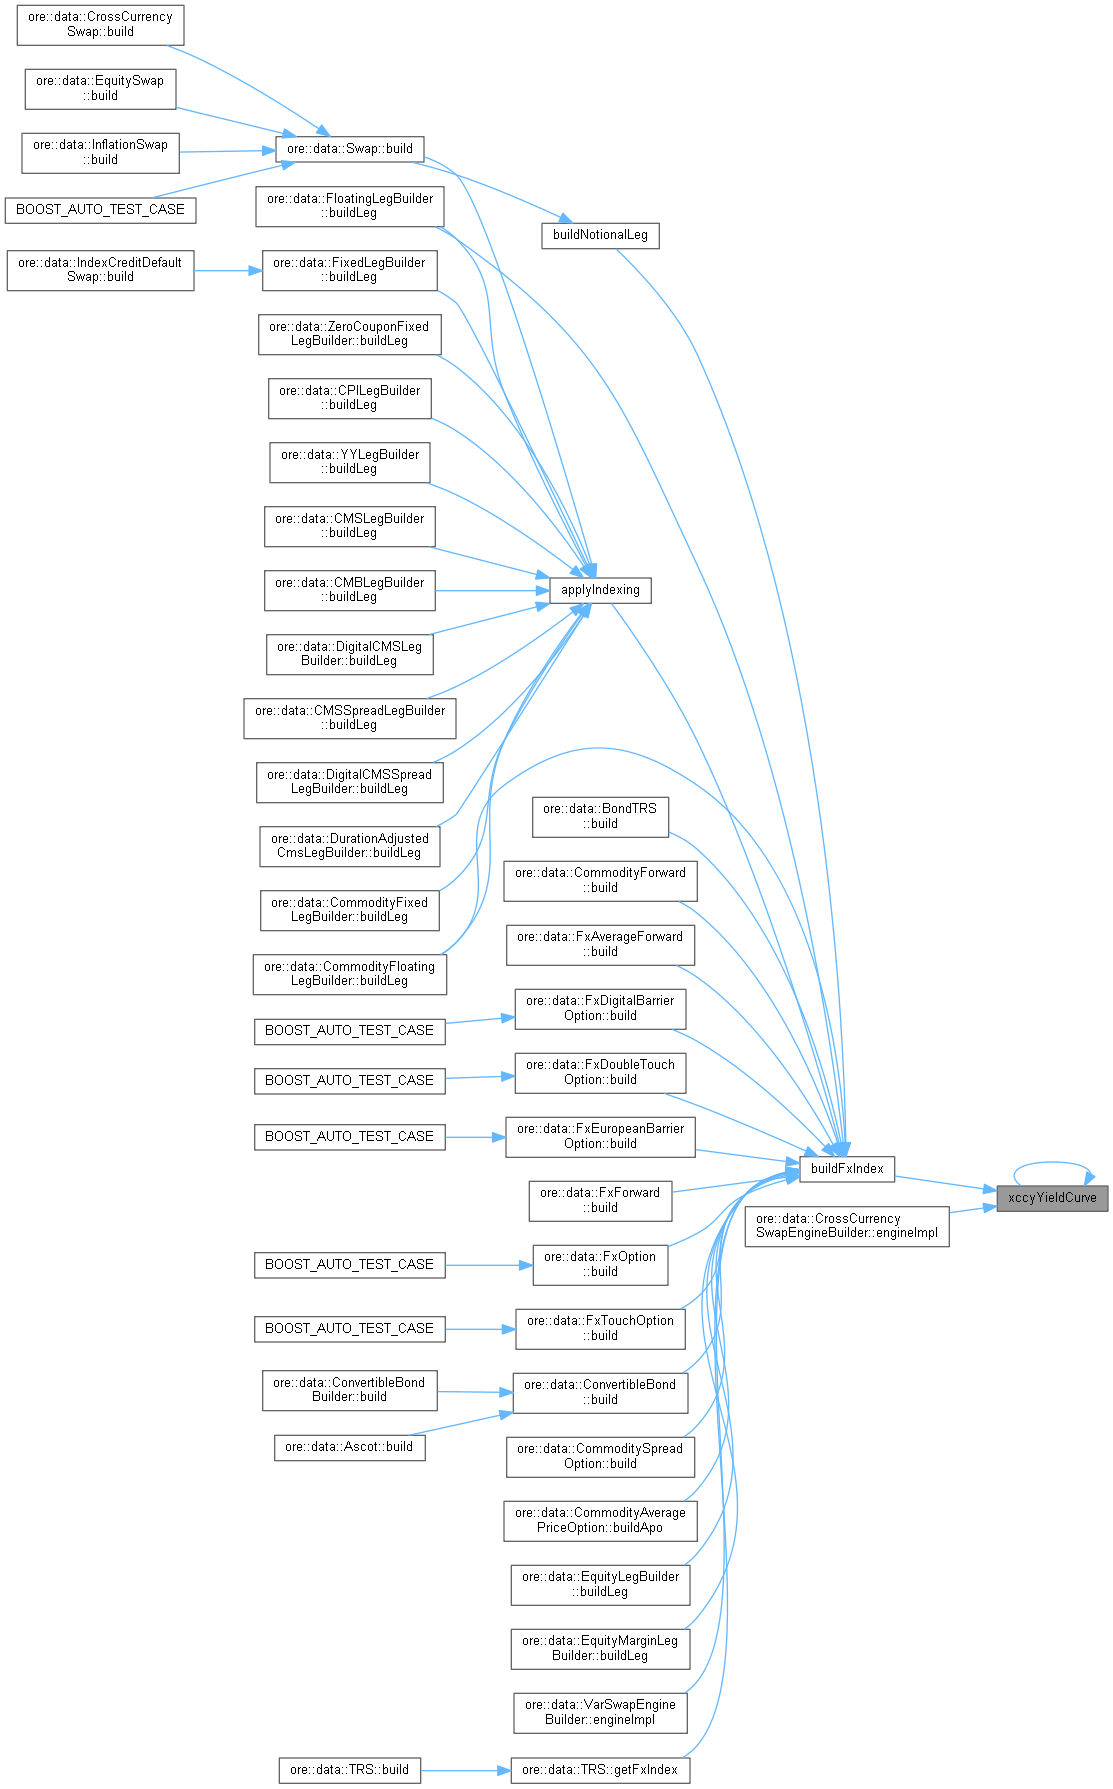 ore::data::CrossCurrency
Swap::build
ore::data::EquitySwap
::build
ore::data::InflationSwap
::build
BOOST_AUTO_TEST_CASE
ore::data::IndexCreditDefault
Swap::build
ore::data::Swap::build
ore::data::FloatingLegBuilder
::buildLeg
ore::data::FixedLegBuilder
::buildLeg
ore::data::ZeroCouponFixed
LegBuilder::buildLeg
ore::data::CPILegBuilder
::buildLeg
ore::data::YYLegBuilder
::buildLeg
ore::data::CMSLegBuilder
::buildLeg
ore::data::CMBLegBuilder
::buildLeg
ore::data::DigitalCMSLeg
Builder::buildLeg
ore::data::CMSSpreadLegBuilder
::buildLeg
ore::data::DigitalCMSSpread
LegBuilder::buildLeg
ore::data::DurationAdjusted
CmsLegBuilder::buildLeg
ore::data::CommodityFixed
LegBuilder::buildLeg
ore::data::CommodityFloating
LegBuilder::buildLeg
BOOST_AUTO_TEST_CASE
BOOST_AUTO_TEST_CASE
BOOST_AUTO_TEST_CASE
BOOST_AUTO_TEST_CASE
BOOST_AUTO_TEST_CASE
ore::data::ConvertibleBond
Builder::build
ore::data::Ascot::build
ore::data::TRS::build
buildNotionalLeg
applyIndexing
ore::data::BondTRS
::build
ore::data::CommodityForward
::build
ore::data::FxAverageForward
::build
ore::data::FxDigitalBarrier
Option::build
ore::data::FxDoubleTouch
Option::build
ore::data::FxEuropeanBarrier
Option::build
ore::data::FxForward
::build
ore::data::FxOption
::build
ore::data::FxTouchOption
::build
ore::data::ConvertibleBond
::build
ore::data::CommoditySpread
Option::build
ore::data::CommodityAverage
PriceOption::buildApo
ore::data::EquityLegBuilder
::buildLeg
ore::data::EquityMarginLeg
Builder::buildLeg
ore::data::VarSwapEngine
Builder::engineImpl
ore::data::TRS::getFxIndex
buildFxIndex
ore::data::CrossCurrency
SwapEngineBuilder::engineImpl
xccyYieldCurve